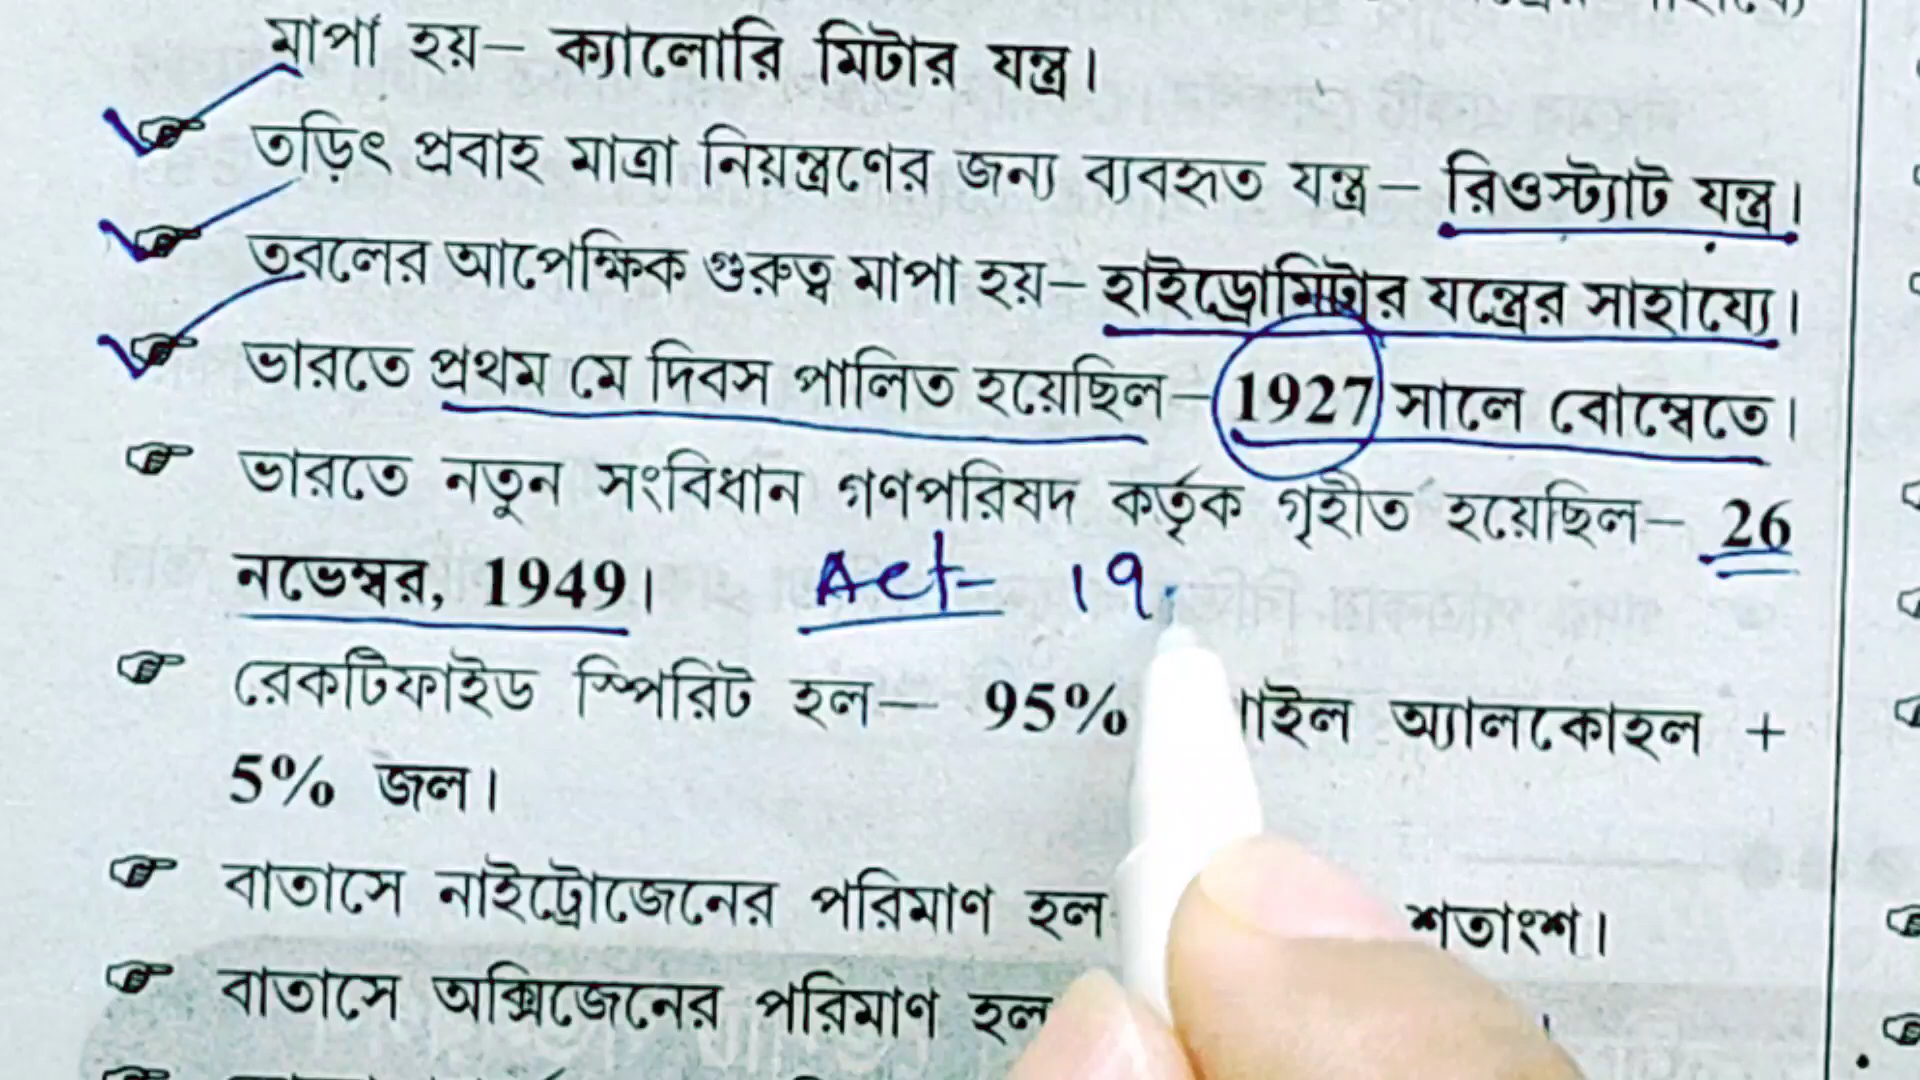 মাপা হয়– ক্যালোরি মিটার যন্ত্র।
তড়িৎ প্রবাহ মাত্রা নিয়ন্ত্রণের জন্য ব্যবহৃত যন্ত্র– রিওস্ট্যাট যন্ত্র।
তবলের আপেক্ষিক গুরুত্ব মাপা হয়– হাইড্রোমিটার যন্ত্রের সাহায্যে।
ভারতে প্রথম মে দিবস পালিত হয়েছিল– 1927 সালে বোম্বেতে।
ভারতে নতুন সংবিধান গণপরিষদ কর্তৃক গৃহীত হয়েছিল– 26
নভেম্বর, 1949। Act– 19
রেকটিফাইড স্পিরিট হল– 95% অ্যালকোহল +
5% জল।
বাতাসে নাইট্রোজেনের পরিমাণ হল শতাংশ।
বাতাসে অক্সিজেনের পরিমাণ হল